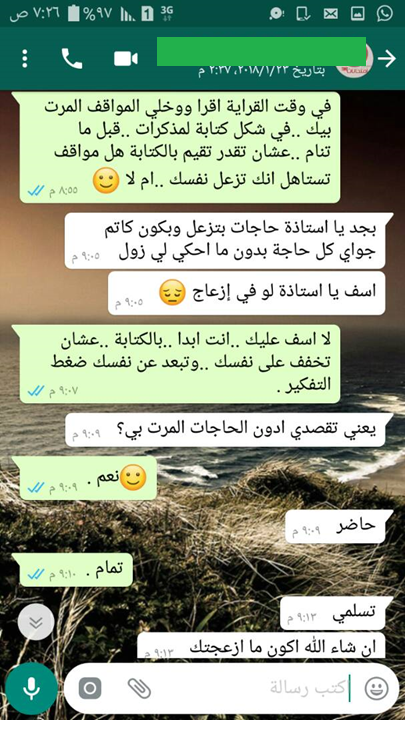 ٧:٢٦ ص
٩٧%
3G
1
بتاريخ ٢٠١٨/١/٢٣، ٢:٣٧ م
في وقت القراية اقرا ووخلي المواقف المرت
بيك ..في شكل كتابة لمذكرات ..قبل ما
تنام ..عشان تقدر تقيم بالكتابة هل مواقف
تستاهل انك تزعل نفسك ..ام لا 🙂
٨:٥٥ م
بجد يا استاذة حاجات بتزعل وبكون كاتم
جواي كل حاجة بدون ما احكي لي زول
٩:٠٥ م
اسف يا استاذة لو في إزعاج 😔
٩:٠٥ م
لا اسف عليك ..انت ابدا ..بالكتابة ..عشان
تخفف على نفسك ..وتبعد عن نفسك ضغط
التفكير .
٩:٠٧ م
يعني تقصدي ادون الحاجات المرت بي؟
٩:٠٩ م
🙂نعم .
٩:٠٩ م
حاضر
٩:٠٩ م
تمام .
٩:١٠ م
تسلمي
٩:١٣ م
ان شاء الله اكون ما ازعجتك
٩:١٣ م
كتب رسالة